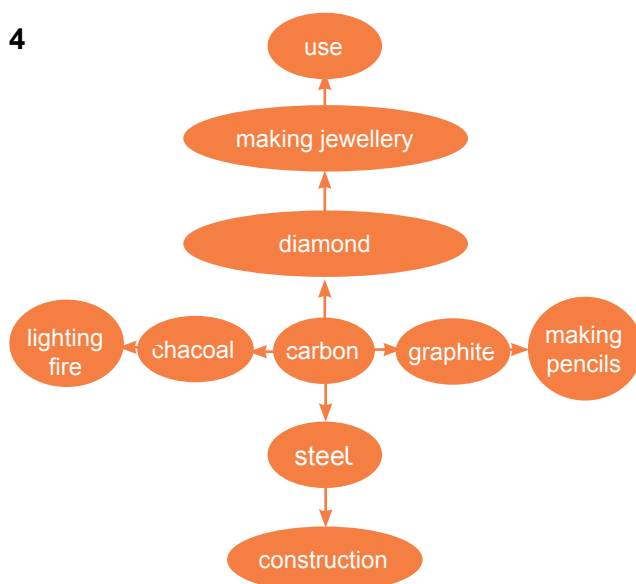 4
use
making jewellery
diamond
lighting
fire
chacoal
carbon
graphite
making
pencils
steel
construction